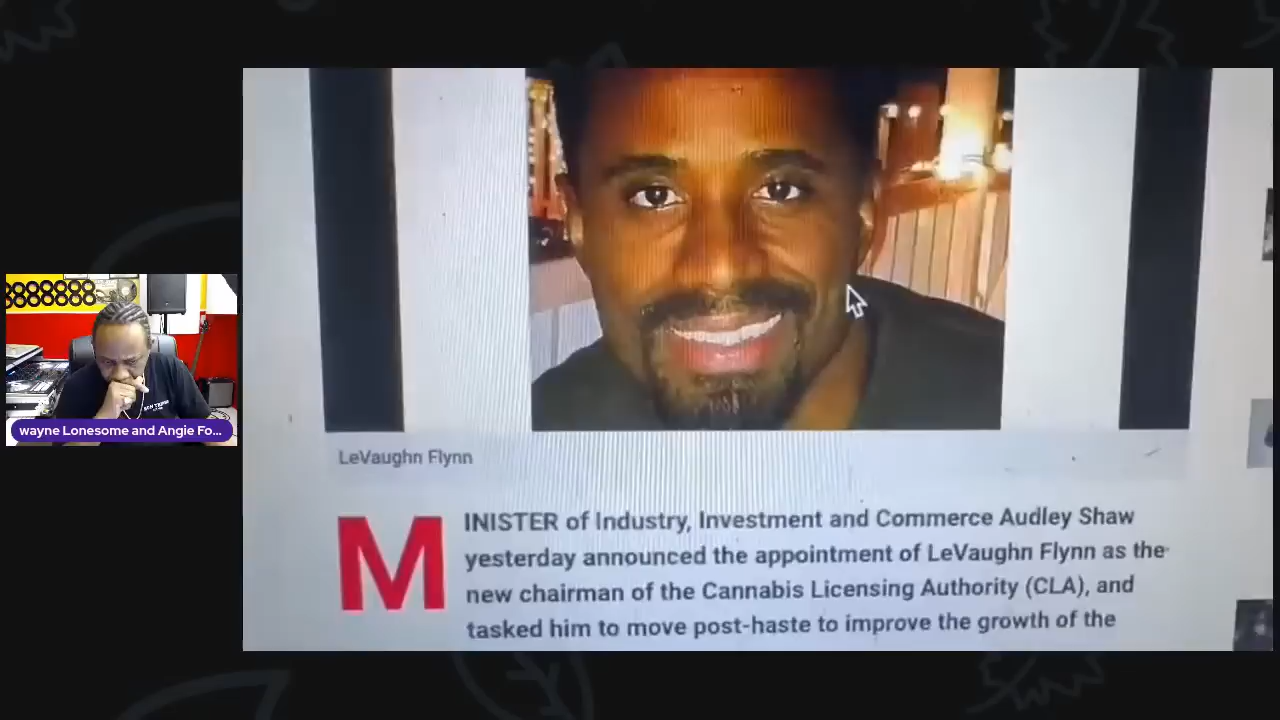 wayne Lonesome and Angie Fo...
LeVaughn Flynn
MINISTER of Industry, Investment and Commerce Audley Shaw
yesterday announced the appointment of LeVaughn Flynn as the
new chairman of the Cannabis Licensing Authority (CLA), and
tasked him to move post-haste to improve the growth of the